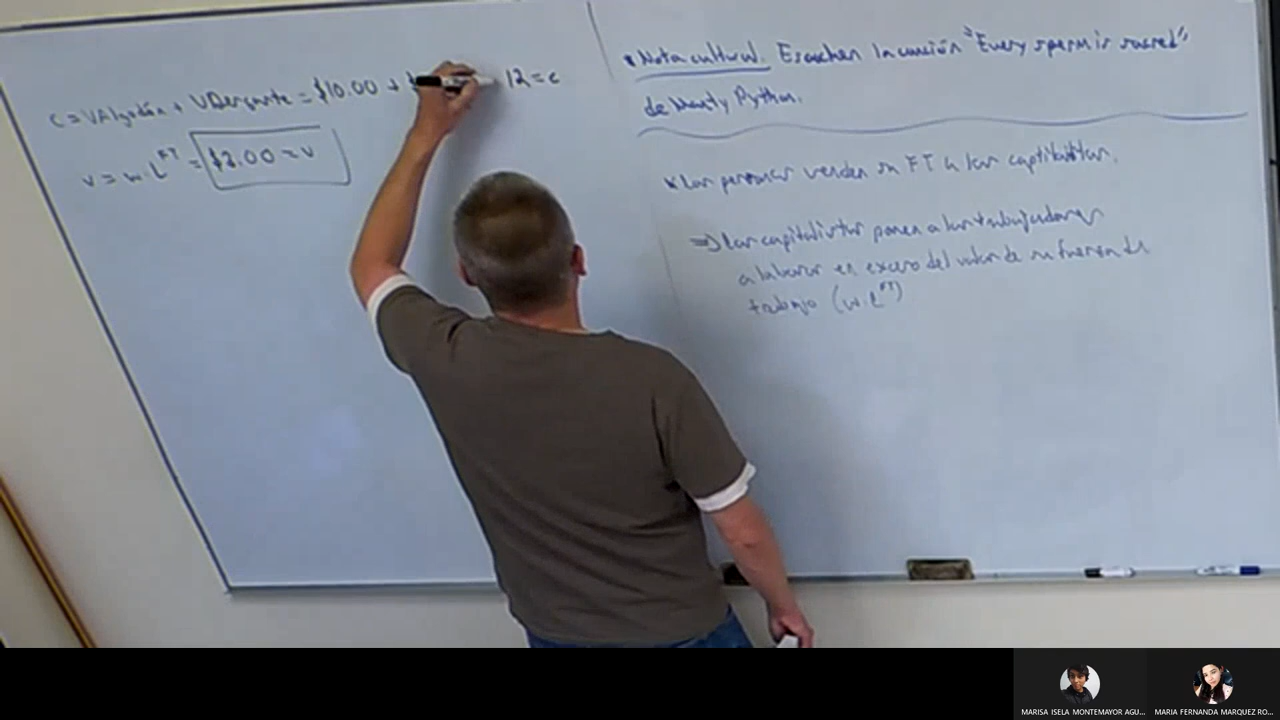 c = VAlgodón + VDesgaste = $10.00 + 12 = c
v = w·L^FT = $3.00 = v
• Nota cultural. Escuchen la canción "Every sperm is sacred"
de Monty Python.
* Las personas venden su FT a los capitalistas.
⇒ Los capitalistas ponen a los trabajadores
a laborar en exceso del valor de su fuerza de
trabajo (w·L^FT)
MARISA ISELA MONTEMAYOR AGU...
MARIA FERNANDA MARQUEZ RO...